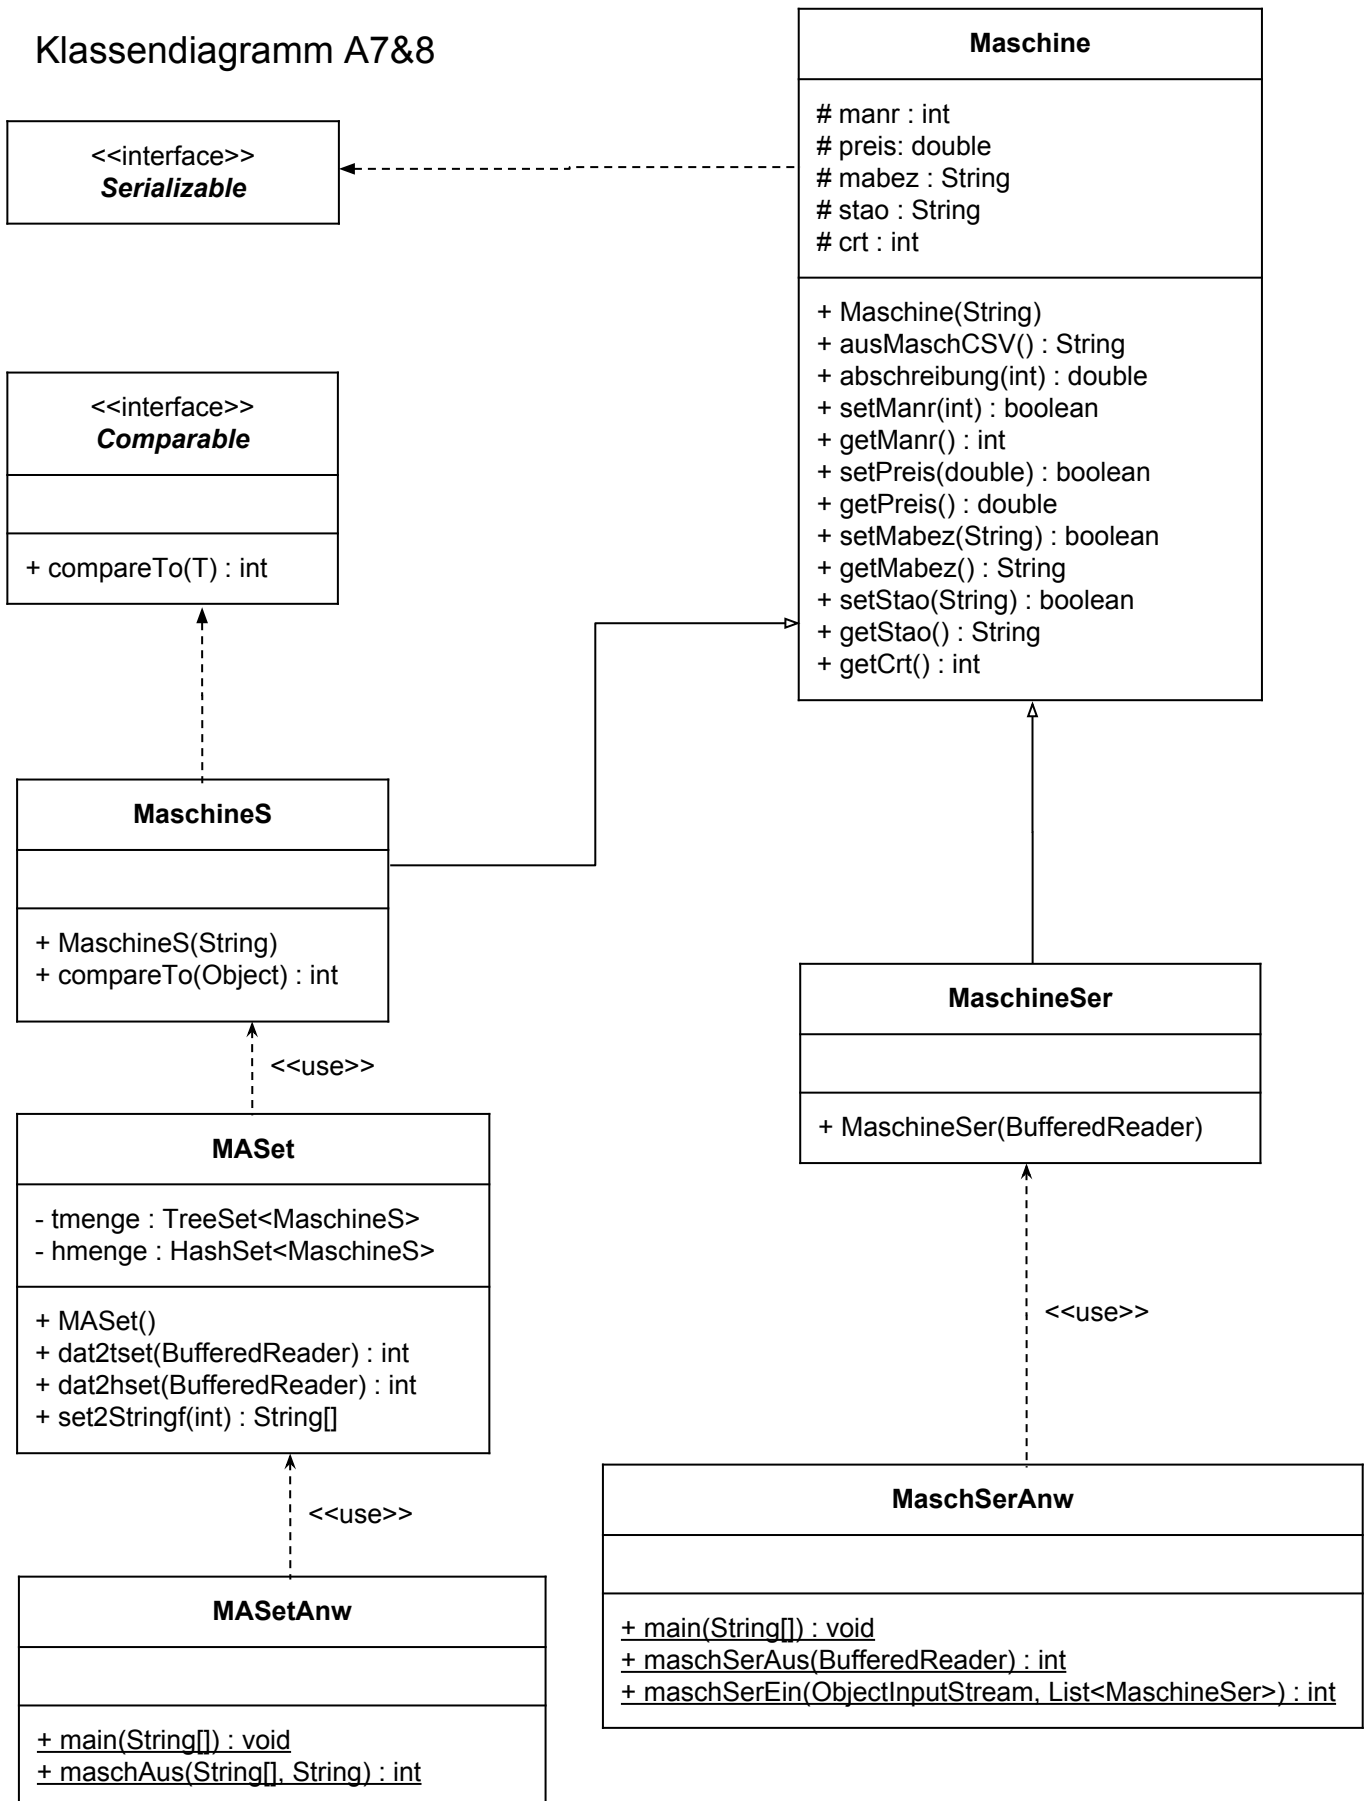 Klassendiagramm A7&8
Maschine
# manr : int
# preis: double
# mabez : String
# stao : String
# crt : int
+ Maschine(String)
+ ausMaschCSV() : String
+ abschreibung(int) : double
+ setManr(int) : boolean
+ getManr() : int
+ setPreis(double) : boolean
+ getPreis() : double
+ setMabez(String) : boolean
+ getMabez() : String
+ setStao(String) : boolean
+ getStao() : String
+ getCrt() : int
<<interface>>
Serializable
<<interface>>
Comparable
+ compareTo(T) : int
MaschineS
+ MaschineS(String)
+ compareTo(Object) : int
<<use>>
MASet
- tmenge : TreeSet<MaschineS>
- hmenge : HashSet<MaschineS>
+ MASet()
+ dat2tset(BufferedReader) : int
+ dat2hset(BufferedReader) : int
+ set2Stringf(int) : String[]
<<use>>
MASetAnw
+ main(String[]) : void
+ maschAus(String[], String) : int
MaschineSer
+ MaschineSer(BufferedReader)
<<use>>
MaschSerAnw
+ main(String[]) : void
+ maschSerAus(BufferedReader) : int
+ maschSerEin(ObjectInputStream, List<MaschineSer>) : int